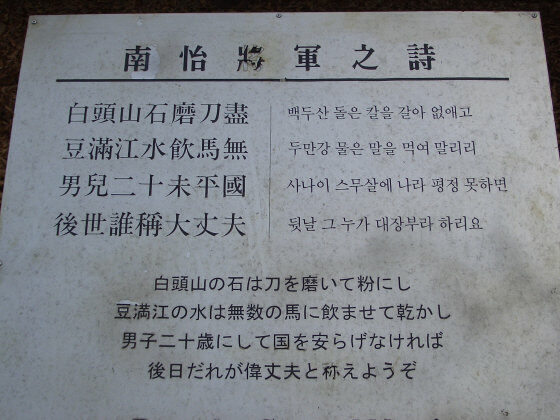 南怡將軍之詩
白頭山石磨刀盡
豆滿江水飮馬無
男兒二十未平國
後世誰稱大丈夫
백두산 돌은 칼을 갈아 없애고
두만강 물은 말을 먹여 말리리
사나이 스무살에 나라 평정 못하면
뒷날 그 누가 대장부라 하리요
白頭山の石は刀を磨いて粉にし
豆満江の水は無数の馬に飲ませて乾かし
男子二十歳にして国を安らげなければ
後日だれが偉丈夫と称えようぞ